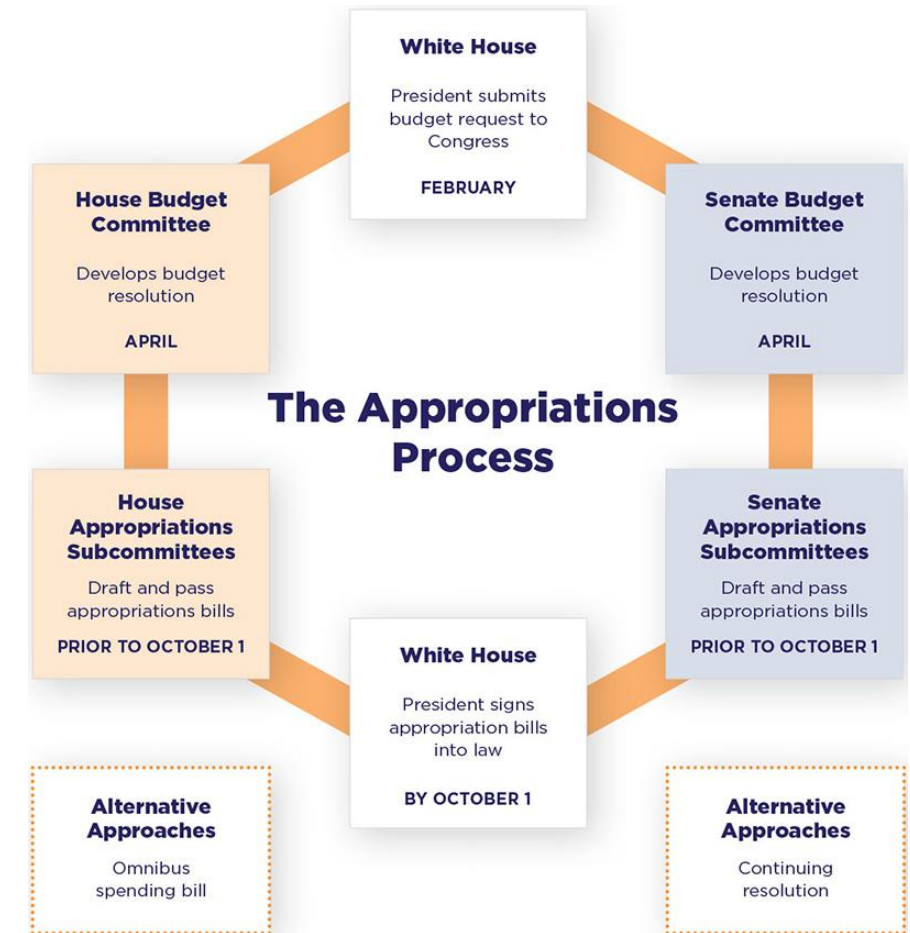 White House
President submits
budget request to
Congress
FEBRUARY
House Budget
Committee
Develops budget
resolution
APRIL
Senate Budget
Committee
Develops budget
resolution
APRIL
The Appropriations
Process
House
Appropriations
Subcommittees
Draft and pass
appropriations bills
PRIOR TO OCTOBER 1
Senate
Appropriations
Subcommittees
Draft and pass
appropriations bills
PRIOR TO OCTOBER 1
White House
President signs
appropriation bills
into law
BY OCTOBER 1
Alternative
Approaches
Omnibus
spending bill
Alternative
Approaches
Continuing
resolution